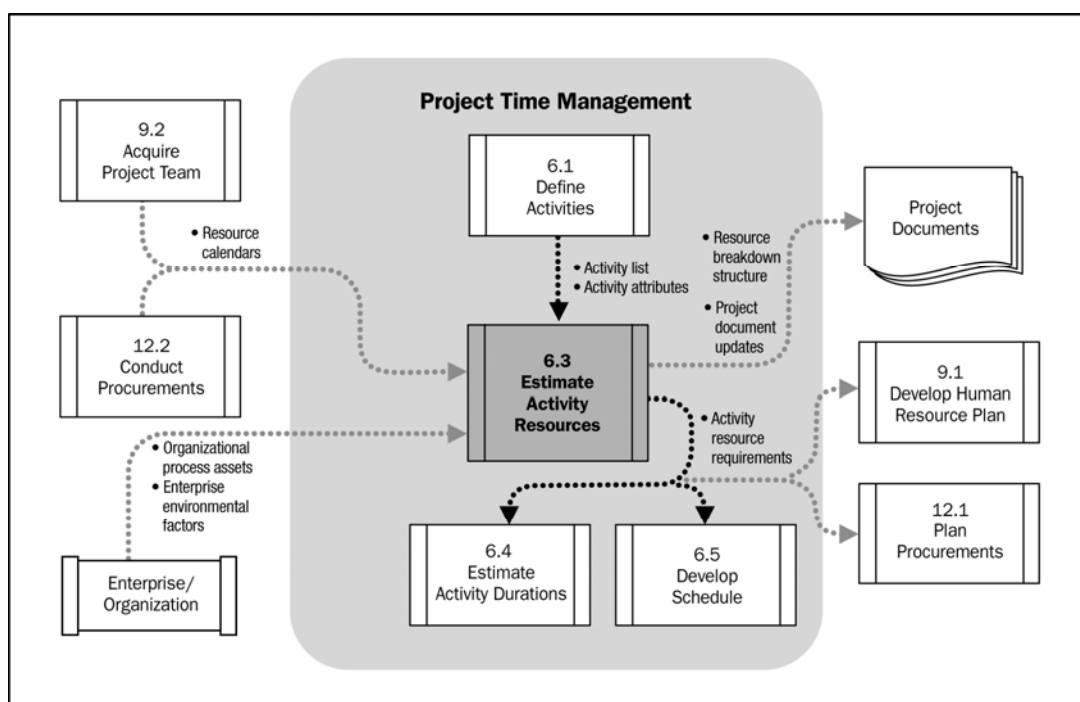 Project Time Management
9.2
Acquire
Project Team
6.1
Define
Activities
Project
Documents
• Resource
calendars
• Resource
breakdown
structure
• Project
document
updates
• Activity list
• Activity attributes
12.2
Conduct
Procurements
6.3
Estimate
Activity
Resources
9.1
Develop Human
Resource Plan
• Organizational
process assets
• Enterprise
environmental
factors
• Activity
resource
requirements
12.1
Plan
Procurements
6.4
Estimate
Activity Durations
6.5
Develop
Schedule
Enterprise/
Organization